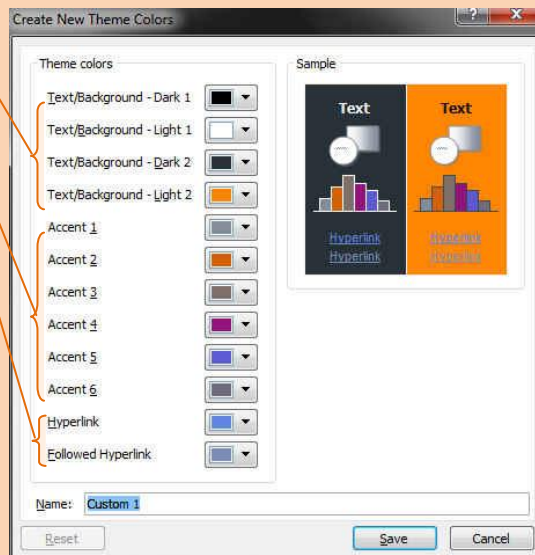 Create New Theme Colors
Theme colors
Text/Background - Dark 1
Text/Background - Light 1
Text/Background - Dark 2
Text/Background - Light 2
Accent 1
Accent 2
Accent 3
Accent 4
Accent 5
Accent 6
Hyperlink
Followed Hyperlink
Sample
Text Text
Hyperlink Hyperlink
Hyperlink Hyperlink
Name: Custom 1
Reset Save Cancel